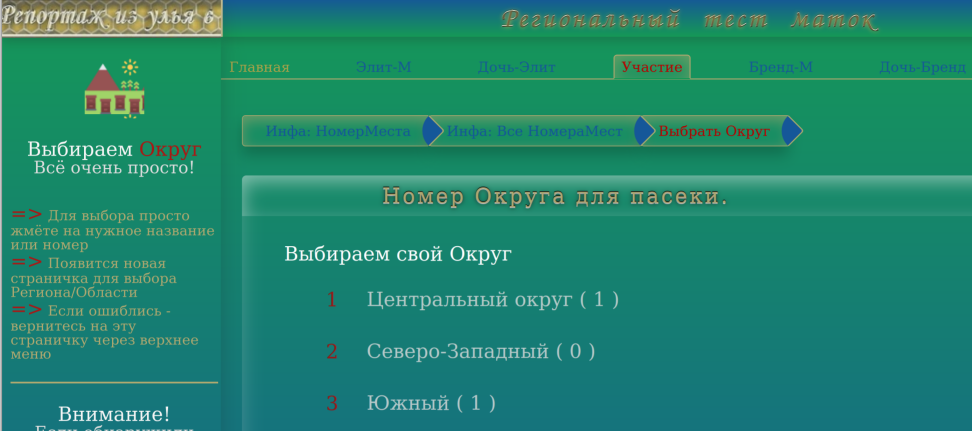 Репортаж из улья 6
Региональный тест маток
Главная Элит-М Дочь-Элит Участие Бренд-М Дочь-Бренд
Инфа: НомерМеста Инфа: Все НомераМест Выбрать Округ
Выбираем Округ
Всё очень просто!
=> Для выбора просто
жмёте на нужное название
или номер
=> Появится новая
страничка для выбора
Региона/Области
=> Если ошиблись -
вернитесь на эту
страничку через верхнее
меню
Внимание!
Если обнаружили
Номер Округа для пасеки.
Выбираем свой Округ
1 Центральный округ ( 1 )
2 Северо-Западный ( 0 )
3 Южный ( 1 )